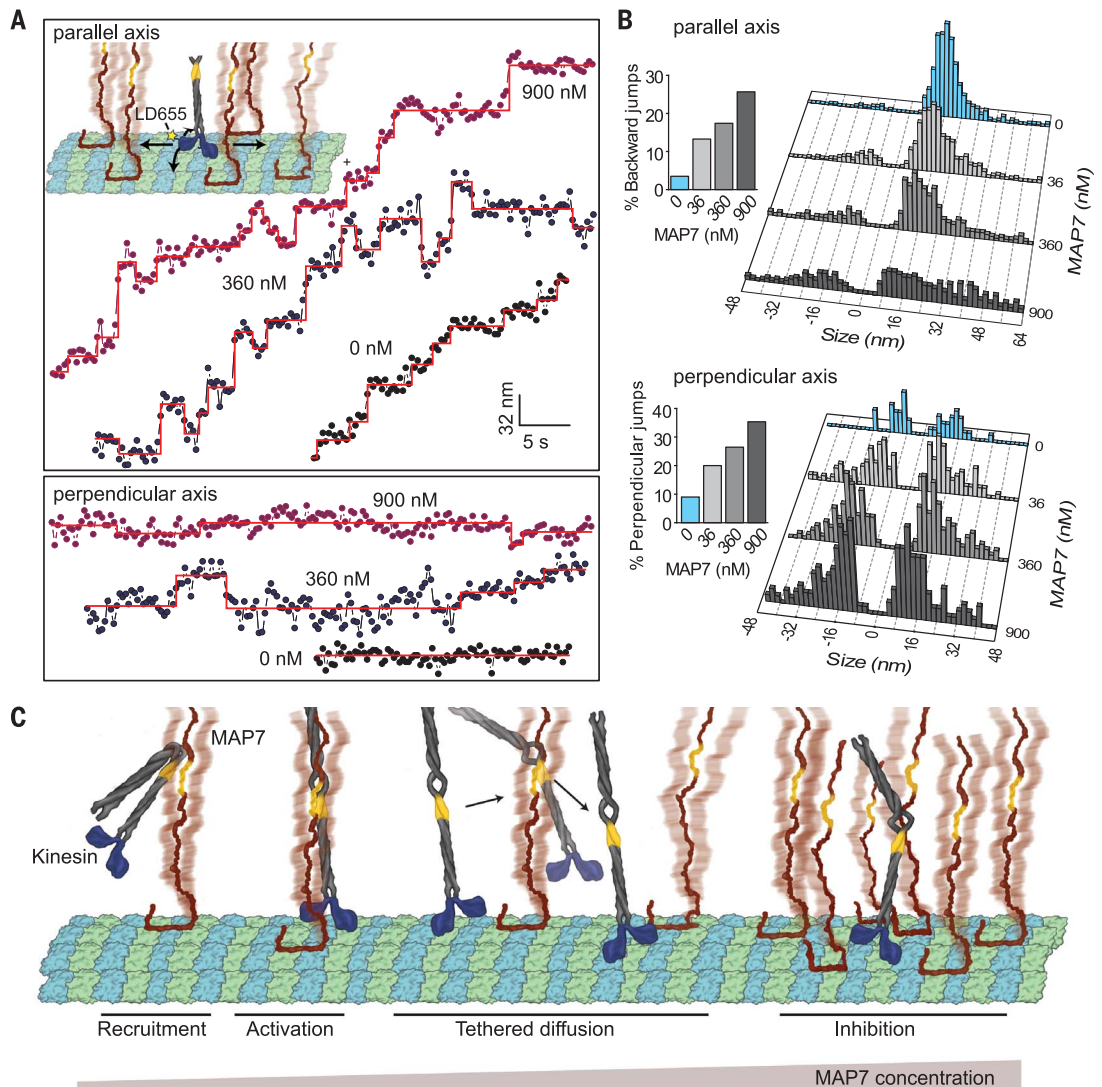 A
parallel axis
LD655
900 nM
+
360 nM
0 nM
32 nm
5 s
perpendicular axis
900 nM
360 nM
0 nM
B
parallel axis
% Backward jumps
30
20
10
0
0
36
360
900
MAP7 (nM)
0
36
360
900
MAP7 (nM)
-48
-32
-16
0
16
32
48
64
Size (nm)
perpendicular axis
% Perpendicular jumps
40
30
20
10
0
0
36
360
900
MAP7 (nM)
0
36
360
900
MAP7 (nM)
-48
-32
-16
0
16
32
48
Size (nm)
C
MAP7
Kinesin
Recruitment
Activation
Tethered diffusion
Inhibition
MAP7 concentration